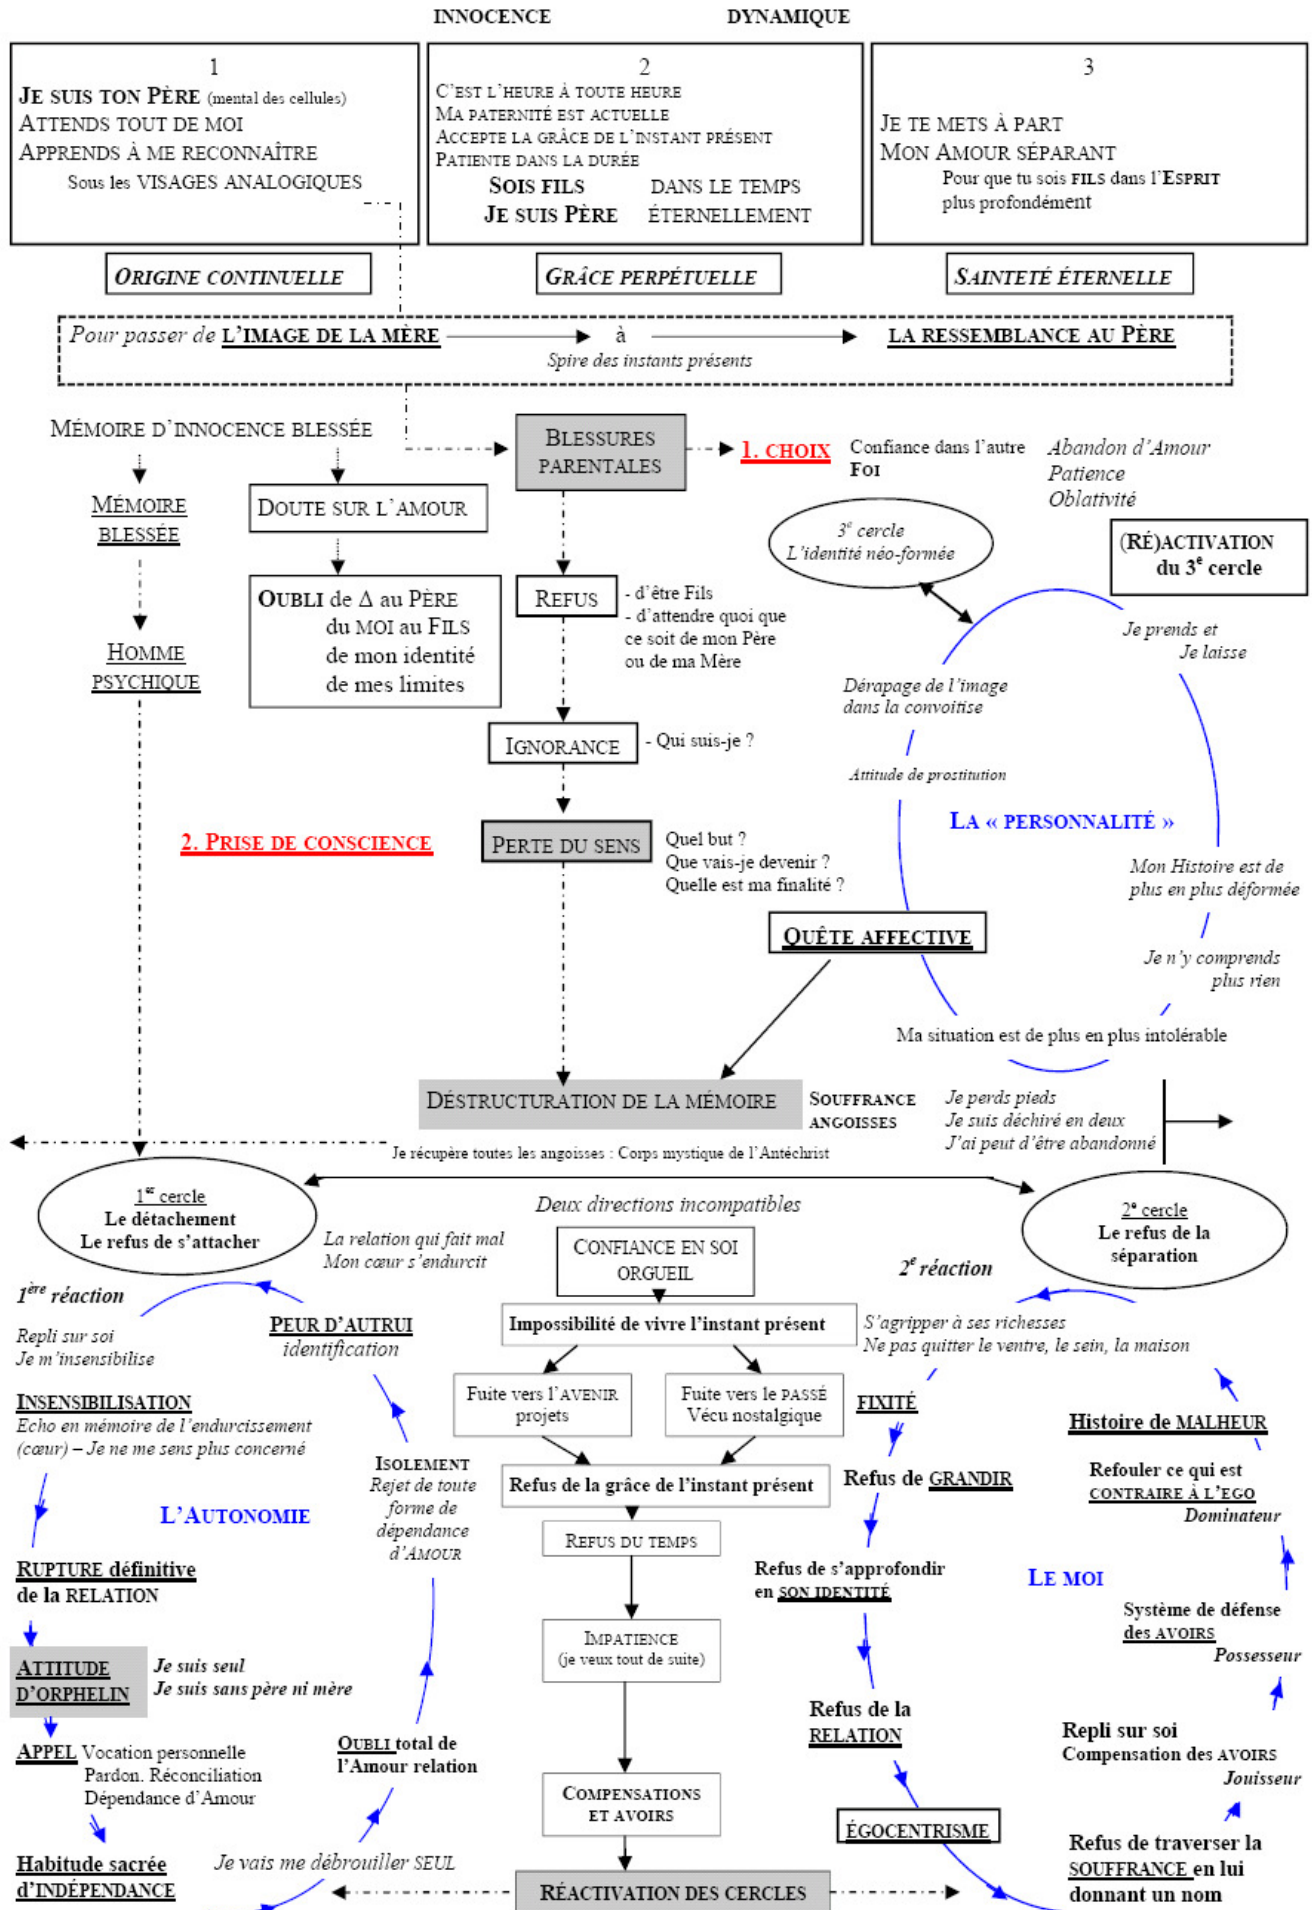 INNOCENCE DYNAMIQUE
1
JE SUIS TON PÈRE (mental des cellules)
ATTENDS TOUT DE MOI
APPRENDS À ME RECONNAÎTRE
Sous les VISAGES ANALOGIQUES
2
C'EST L'HEURE À TOUTE HEURE
MA PATERNITÉ EST ACTUELLE
ACCEPTE LA GRÂCE DE L'INSTANT PRÉSENT
PATIENTE DANS LA DURÉE
SOIS FILS DANS LE TEMPS
JE SUIS PÈRE ÉTERNELLEMENT
3
JE TE METS À PART
MON AMOUR SÉPARANT
Pour que tu sois FILS dans l'ESPRIT
plus profondément
ORIGINE CONTINUELLE
GRÂCE PERPÉTUELLE
SAINTETÉ ÉTERNELLE
Pour passer de L'IMAGE DE LA MÈRE à LA RESSEMBLANCE AU PÈRE
Spire des instants présents
MÉMOIRE D'INNOCENCE BLESSÉE
MÉMOIRE
BLESSÉE
HOMME
PSYCHIQUE
DOUTE SUR L'AMOUR
OUBLI de Δ au PÈRE
du MOI au FILS
de mon identité
de mes limites
BLESSURES
PARENTALES
1. CHOIX
Confiance dans l'autre
FOI
Abandon d'Amour
Patience
Oblativité
3e cercle
L'identité néo-formée
(RÉ)ACTIVATION
du 3e cercle
REFUS
- d'être Fils
- d'attendre quoi que
ce soit de mon Père
ou de ma Mère
Je prends et
Je laisse
Dérapage de l'image
dans la convoitise
IGNORANCE
- Qui suis-je ?
Attitude de prostitution
LA « PERSONNALITÉ »
2. PRISE DE CONSCIENCE
PERTE DU SENS
Quel but ?
Que vais-je devenir ?
Quelle est ma finalité ?
Mon Histoire est de
plus en plus déformée
QUÊTE AFFECTIVE
Je n'y comprends
plus rien
Ma situation est de plus en plus intolérable
DÉSTRUCTURATION DE LA MÉMOIRE
SOUFFRANCE
ANGOISSES
Je perds pieds
Je suis déchiré en deux
J'ai peut d'être abandonné
Je récupère toutes les angoisses : Corps mystique de l'Antéchrist
1er cercle
Le détachement
Le refus de s'attacher
Deux directions incompatibles
2e cercle
Le refus de la
séparation
La relation qui fait mal
Mon cœur s'endurcit
CONFIANCE EN SOI
ORGUEIL
1ère réaction
2e réaction
Repli sur soi
Je m'insensibilise
PEUR D'AUTRUI
identification
Impossibilité de vivre l'instant présent
S'agripper à ses richesses
Ne pas quitter le ventre, le sein, la maison
INSENSIBILISATION
Echo en mémoire de l'endurcissement
(cœur) – Je ne me sens plus concerné
Fuite vers l'AVENIR
projets
Fuite vers le PASSÉ
Vécu nostalgique
FIXITÉ
Histoire de MALHEUR
ISOLEMENT
Rejet de toute
forme de
dépendance
d'AMOUR
Refus de la grâce de l'instant présent
Refus de GRANDIR
Refouler ce qui est
CONTRAIRE À L'EGO
Dominateur
L'AUTONOMIE
REFUS DU TEMPS
RUPTURE définitive
de la RELATION
Refus de s'approfondir
en SON IDENTITÉ
LE MOI
Système de défense
des AVOIRS
Possesseur
IMPATIENCE
(je veux tout de suite)
ATTITUDE
D'ORPHELIN
Je suis seul
Je suis sans père ni mère
Refus de la
RELATION
Repli sur soi
Compensation des AVOIRS
Jouisseur
APPEL Vocation personnelle
Pardon. Réconciliation
Dépendance d'Amour
OUBLI total de
l'Amour relation
COMPENSATIONS
ET AVOIRS
ÉGOCENTRISME
Refus de traverser la
SOUFFRANCE en lui
donnant un nom
Habitude sacrée
d'INDÉPENDANCE
Je vais me débrouiller SEUL
RÉACTIVATION DES CERCLES